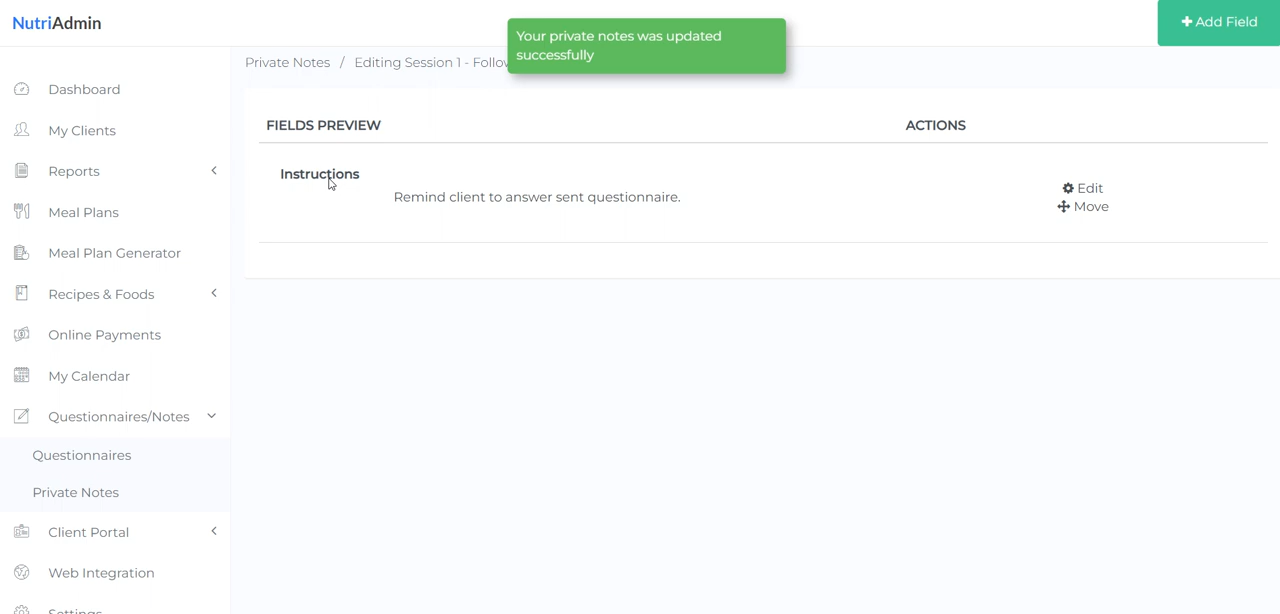 NutriAdmin
Your private notes was updated
successfully
Add Field
Private Notes / Editing Session 1 -
Dashboard
My Clients
Reports
Meal Plans
Meal Plan Generator
Recipes & Foods
Online Payments
My Calendar
Questionnaires/Notes
Questionnaires
Private Notes
Client Portal
Web Integration
Settings
FIELDS PREVIEW
ACTIONS
Instructions
Remind client to answer sent questionnaire.
Edit
Move